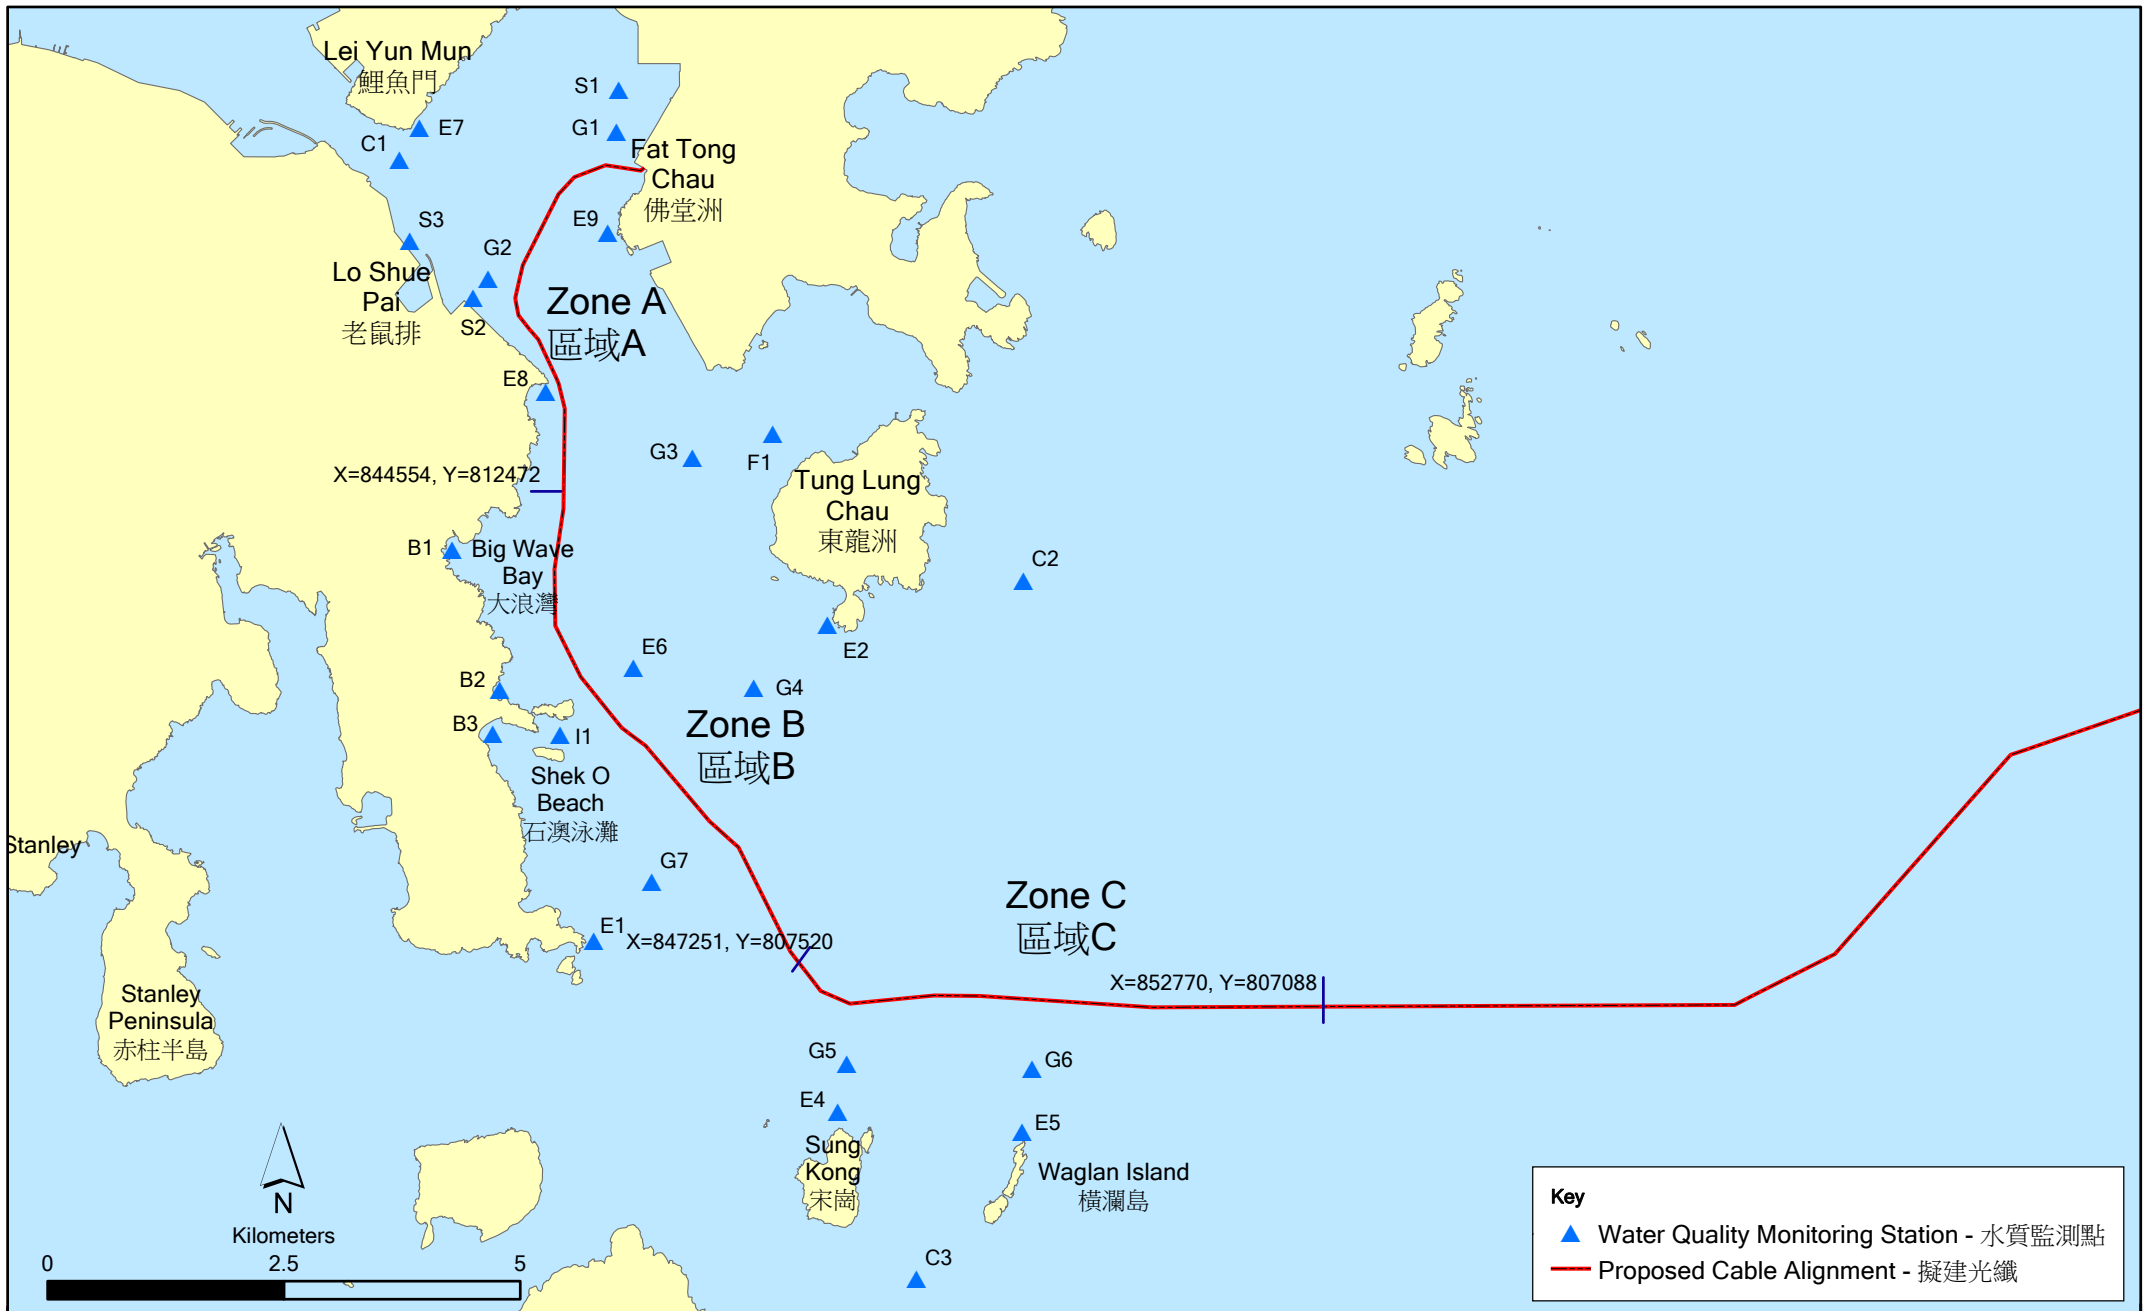 Lei Yun Mun
鯉魚門
S1
E7
G1
C1
Fat Tong
Chau
佛堂洲
S3
E9
G2
Lo Shue
Pai
老鼠排
S2
Zone A
區域A
E8
G3
F1
X=844554, Y=812472
Tung Lung
Chau
東龍洲
B1
Big Wave
Bay
大浪灣
C2
E2
E6
B2
G4
B3
I1
Zone B
區域B
Shek O
Beach
石澳泳灘
Stanley
G7
Zone C
區域C
E1
X=847251, Y=807520
X=852770, Y=807088
Stanley
Peninsula
赤柱半島
G5
G6
E4
E5
Sung
Kong
宋崗
Waglan Island
橫瀾島
N
Kilometers
0 2.5 5
C3
Key
Water Quality Monitoring Station - 水質監測點
Proposed Cable Alignment - 擬建光纖